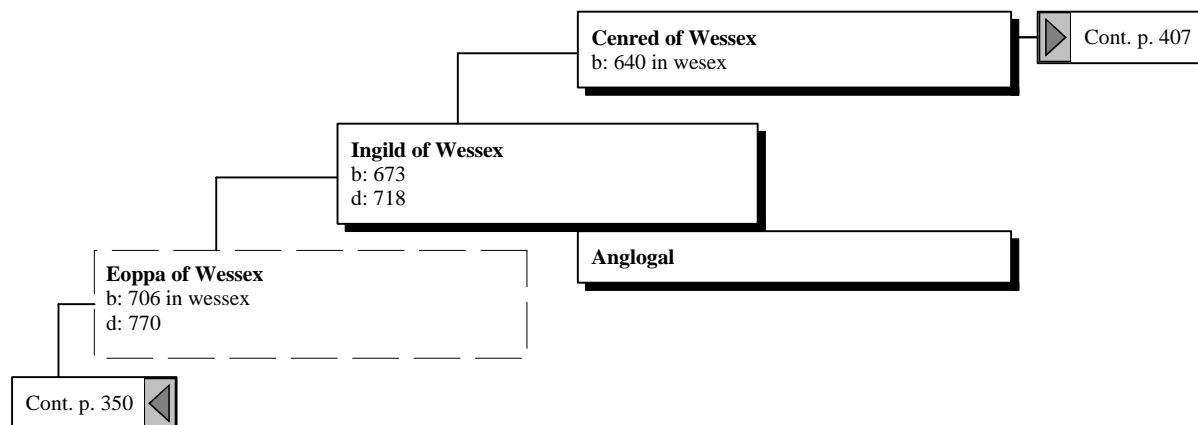 Cenred of Wessex
b: 640 in wesex
Cont. p. 407
Ingild of Wessex
b: 673
d: 718
Anglogal
Eoppa of Wessex
b: 706 in wessex
d: 770
Cont. p. 350